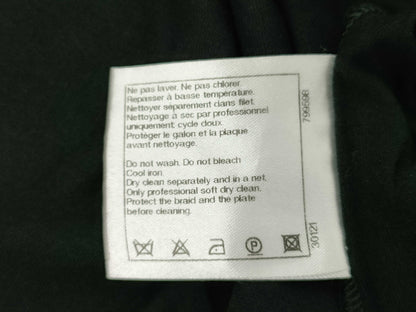 Ne pas laver. Ne pas chlorer.
Repasser à basse température.
Nettoyer séparement dans filet.
Nettoyage à sec par professionnel
uniquement: cycle doux.
Protéger le galon et la plaque
avant nettoyage.
Do not wash. Do not bleach
Cool iron.
Dry clean separately and in a net.
Only professional soft dry clean.
Protect the braid and the plate
before cleaning.
P
30121